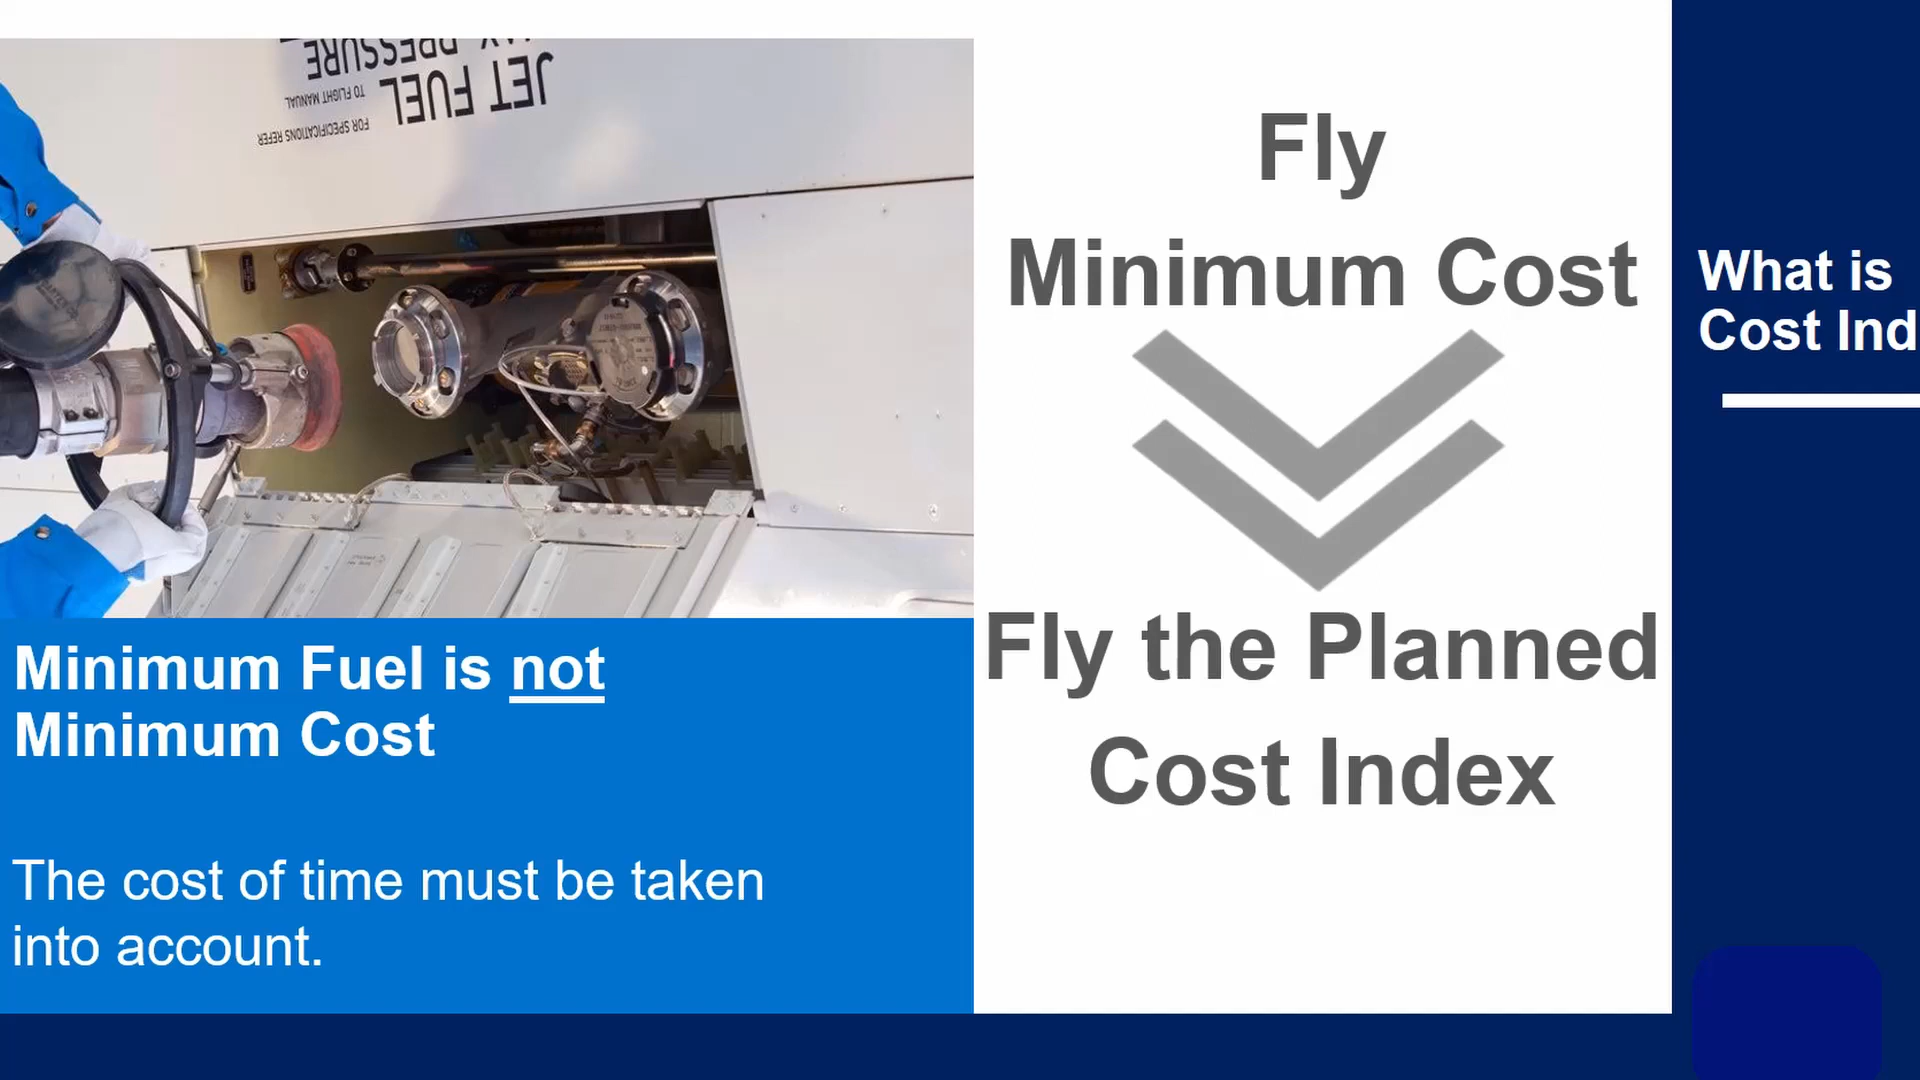 JET FUEL
PRESSURE
TO FLIGHT MANUAL
FOR SPECIFICATIONS REFER
Minimum Fuel is not
Minimum Cost
The cost of time must be taken
into account.
Fly
Minimum Cost
Fly the Planned
Cost Index
What is
Cost Ind